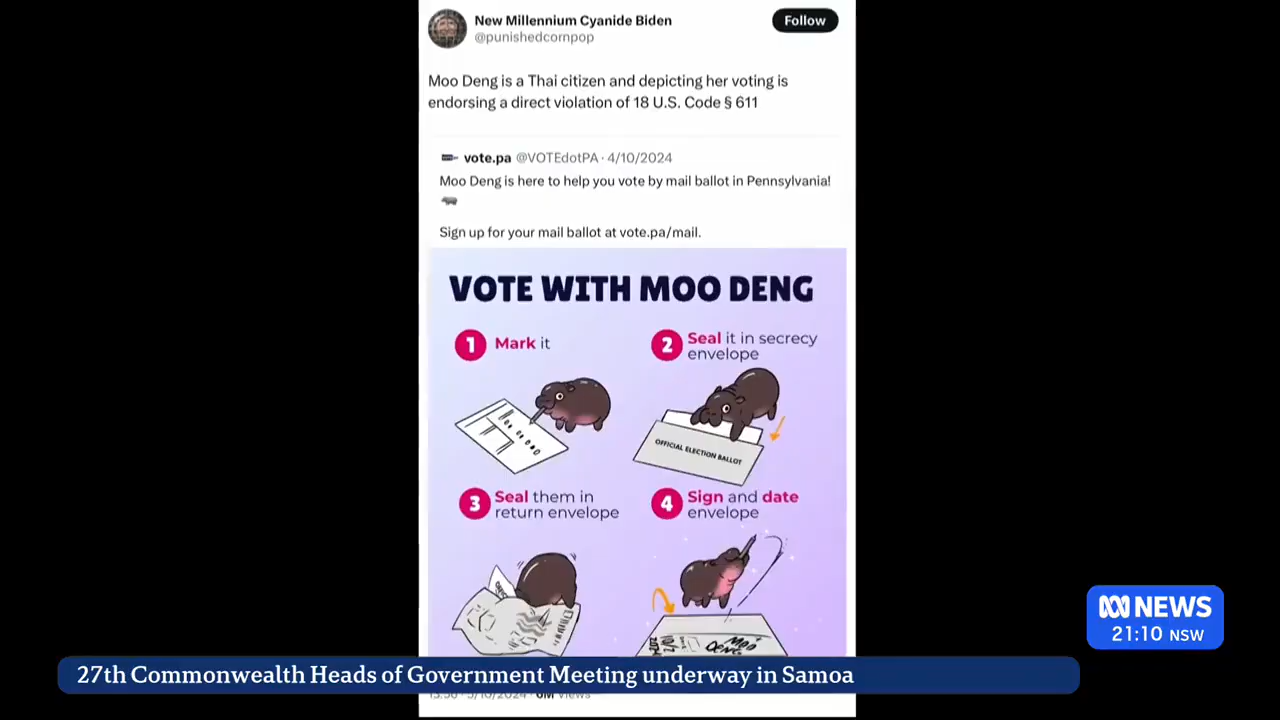 New Millennium Cyanide Biden
@punishedcornpop
Follow
Moo Deng is a Thai citizen and depicting her voting is
endorsing a direct violation of 18 U.S. Code § 611
vote.pa @VOTEdotPA · 4/10/2024
Moo Deng is here to help you vote by mail ballot in Pennsylvania!
Sign up for your mail ballot at vote.pa/mail.
VOTE WITH MOO DENG
1 Mark it
2 Seal it in secrecy
envelope
OFFICIAL ELECTION BALLOT
3 Seal them in
return envelope
4 Sign and date
envelope
MOO
DENG
NEWS
21:10 NSW
27th Commonwealth Heads of Government Meeting underway in Samoa